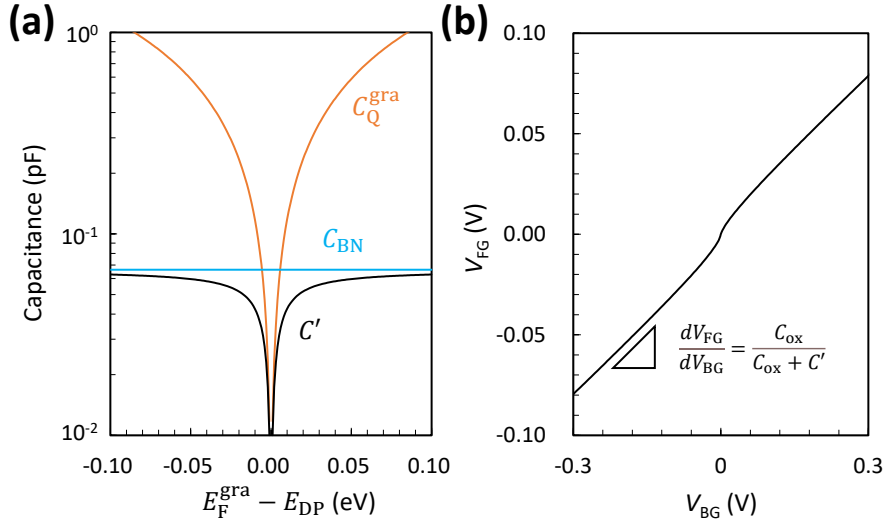 (a)
10⁰
10⁻¹
10⁻²
Capacitance (pF)
C_Q^gra
C_BN
C′
-0.10 -0.05 0.00 0.05 0.10
E_F^gra − E_DP (eV)
(b)
0.10
0.05
0.00
-0.05
-0.10
V_FG (V)
dV_FG/dV_BG = C_ox/(C_ox + C′)
-0.3 0 0.3
V_BG (V)